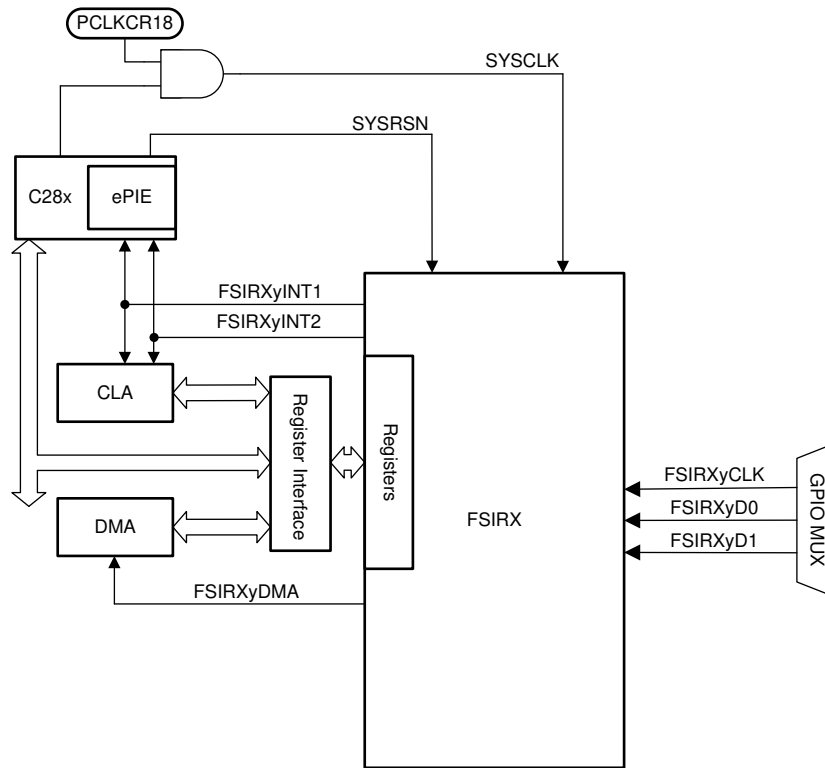 PCLKCR18
SYSCLK
SYSRSN
C28x
ePIE
FSIRXyINT1
FSIRXyINT2
CLA
Register Interface
Registers
FSIRX
FSIRXyCLK
FSIRXyD0
FSIRXyD1
GPIO MUX
DMA
FSIRXyDMA